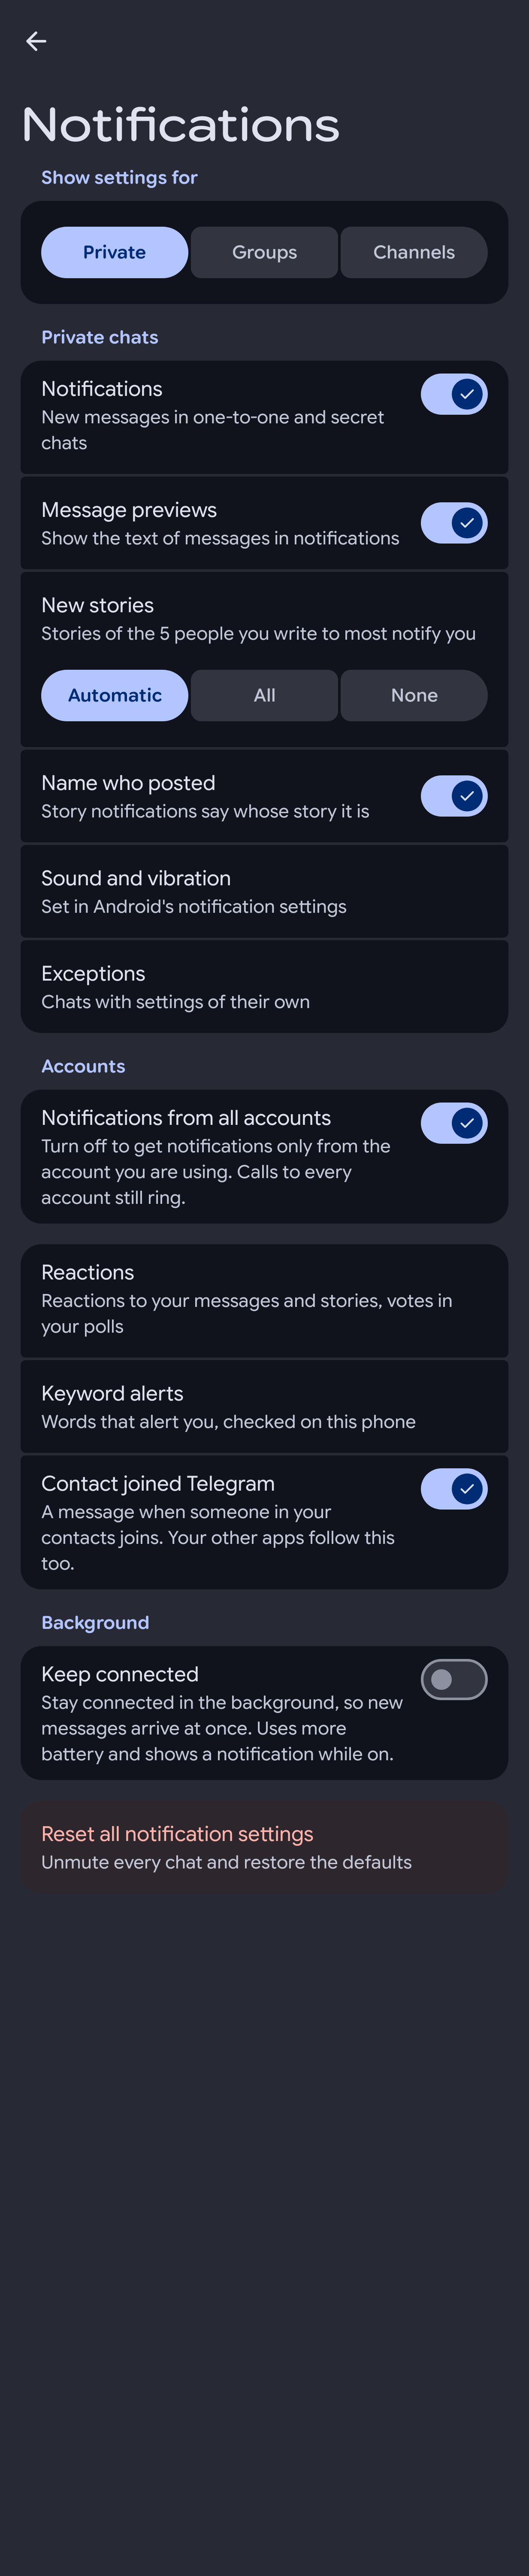 Notifications
Show settings for
Private
Groups
Channels
Private chats
Notifications
New messages in one-to-one and secret
chats
Message previews
Show the text of messages in notifications
New stories
Stories of the 5 people you write to most notify you
Automatic
All
None
Name who posted
Story notifications say whose story it is
Sound and vibration
Set in Android's notification settings
Exceptions
Chats with settings of their own
Accounts
Notifications from all accounts
Turn off to get notifications only from the
account you are using. Calls to every
account still ring.
Reactions
Reactions to your messages and stories, votes in
your polls
Keyword alerts
Words that alert you, checked on this phone
Contact joined Telegram
A message when someone in your
contacts joins. Your other apps follow this
too.
Background
Keep connected
Stay connected in the background, so new
messages arrive at once. Uses more
battery and shows a notification while on.
Reset all notification settings
Unmute every chat and restore the defaults